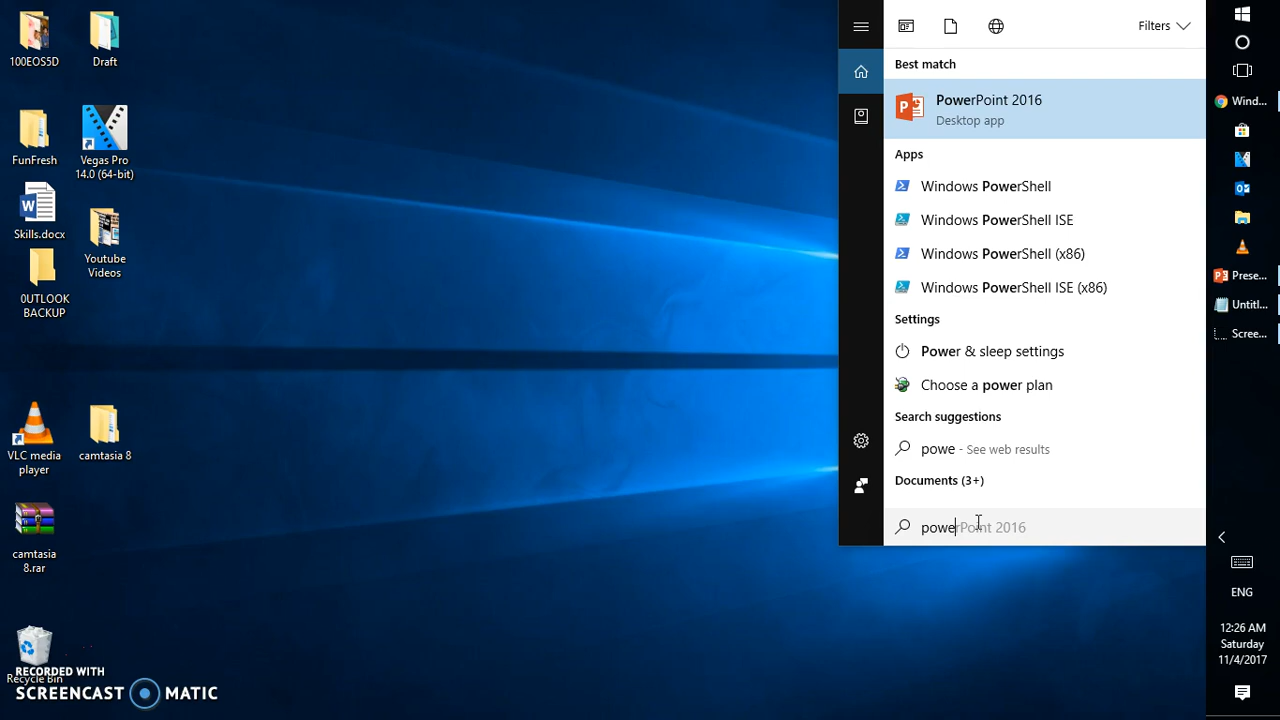 100EOS5D
Draft
FunFresh
Vegas Pro
14.0 (64-bit)
Skills.docx
Youtube
Videos
0UTLOOK
BACKUP
VLC media
player
camtasia 8
camtasia
8.rar
Recycle Bin
RECORDED WITH
SCREENCAST MATIC
Filters
Best match
PowerPoint 2016
Desktop app
Apps
Windows PowerShell
Windows PowerShell ISE
Windows PowerShell (x86)
Windows PowerShell ISE (x86)
Settings
Power & sleep settings
Choose a power plan
Search suggestions
powe - See web results
Documents (3+)
powerPoint 2016
Wind...
Prese...
Untitl...
Scree...
ENG
12:26 AM
Saturday
11/4/2017